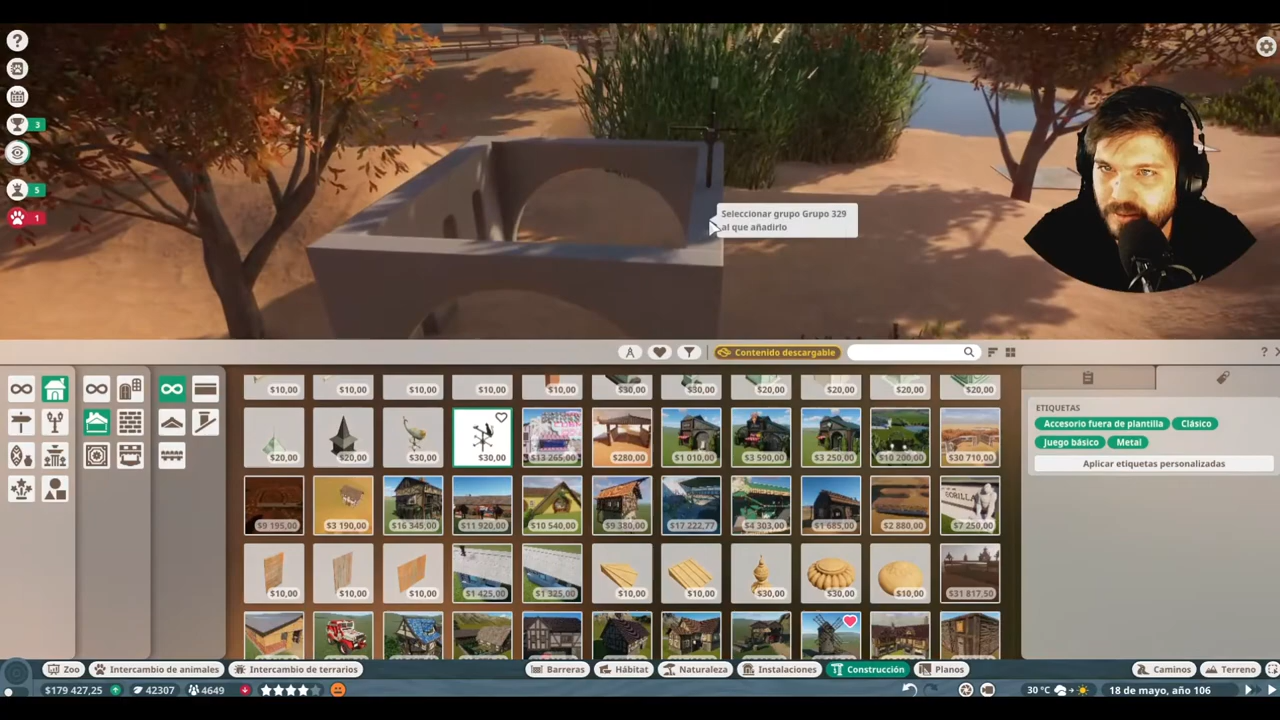 ?
3
5
1
Seleccionar grupo Grupo 329
al que añadirlo
Contenido descargable
?
$10,00 $10,00 $10,00 $10,00 $10,00 $30,00 $30,00 $20,00 $20,00 $20,00 $20,00
$20,00 $20,00 $30,00 $30,00 $13 265,00 $280,00 $1 010,00 $3 590,00 $3 250,00 $10 200,00 $30 710,00
$9 195,00 $3 190,00 $16 345,00 $11 920,00 $10 540,00 $9 380,00 $17 222,77 $4 303,00 $1 685,00 $2 880,00 $7 250,00
GORILLA
$10,00 $10,00 $10,00 $1 425,00 $1 325,00 $10,00 $10,00 $30,00 $30,00 $10,00 $31 817,50
ETIQUETAS
Accesorio fuera de plantilla Clásico
Juego básico Metal
Aplicar etiquetas personalizadas
Zoo Intercambio de animales Intercambio de terrarios Barreras Hábitat Naturaleza Instalaciones Construcción Planos Caminos Terreno
$179 427,25 42307 4649 30 °C 18 de mayo, año 106